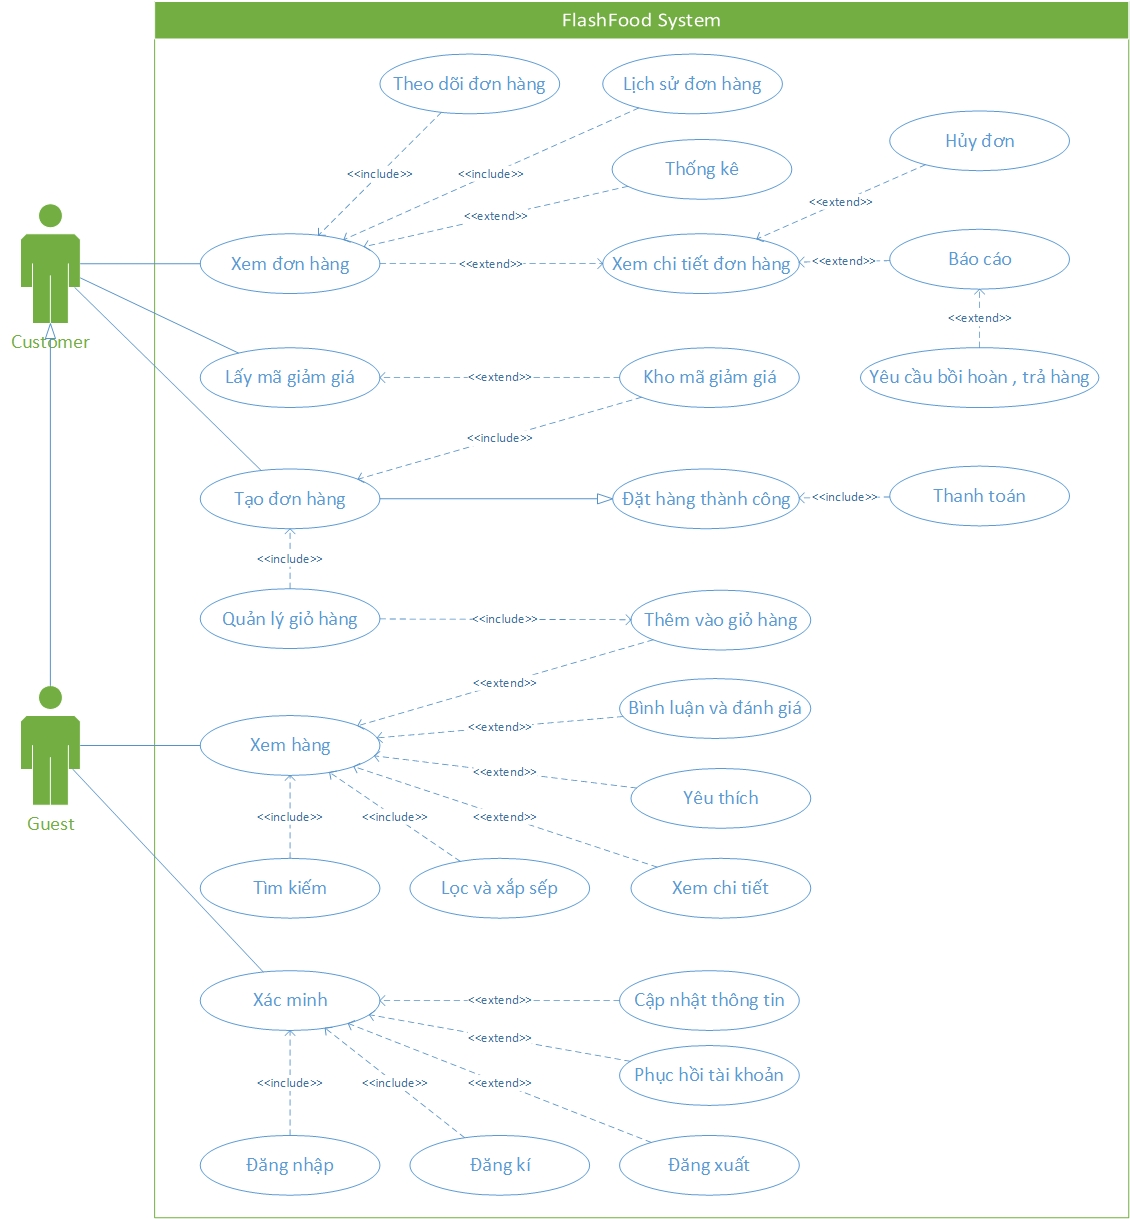 FlashFood System
Theo dõi đơn hàng
Lịch sử đơn hàng
Hủy đơn
Thống kê
<<include>>
<<include>>
<<extend>>
<<extend>>
Xem đơn hàng
<<extend>>
Xem chi tiết đơn hàng
<<extend>>
Báo cáo
<<extend>>
Customer
Lấy mã giảm giá
<<extend>>
Kho mã giảm giá
Yêu cầu bồi hoàn , trả hàng
<<include>>
Tạo đơn hàng
Đặt hàng thành công
<<include>>
Thanh toán
<<include>>
Quản lý giỏ hàng
<<include>>
Thêm vào giỏ hàng
<<extend>>
Bình luận và đánh giá
<<extend>>
Xem hàng
<<extend>>
Yêu thích
Guest
<<include>>
<<include>>
<<extend>>
Tìm kiếm
Lọc và xắp sếp
Xem chi tiết
Xác minh
<<extend>>
Cập nhật thông tin
<<extend>>
Phục hồi tài khoản
<<include>>
<<include>>
<<extend>>
Đăng nhập
Đăng kí
Đăng xuất